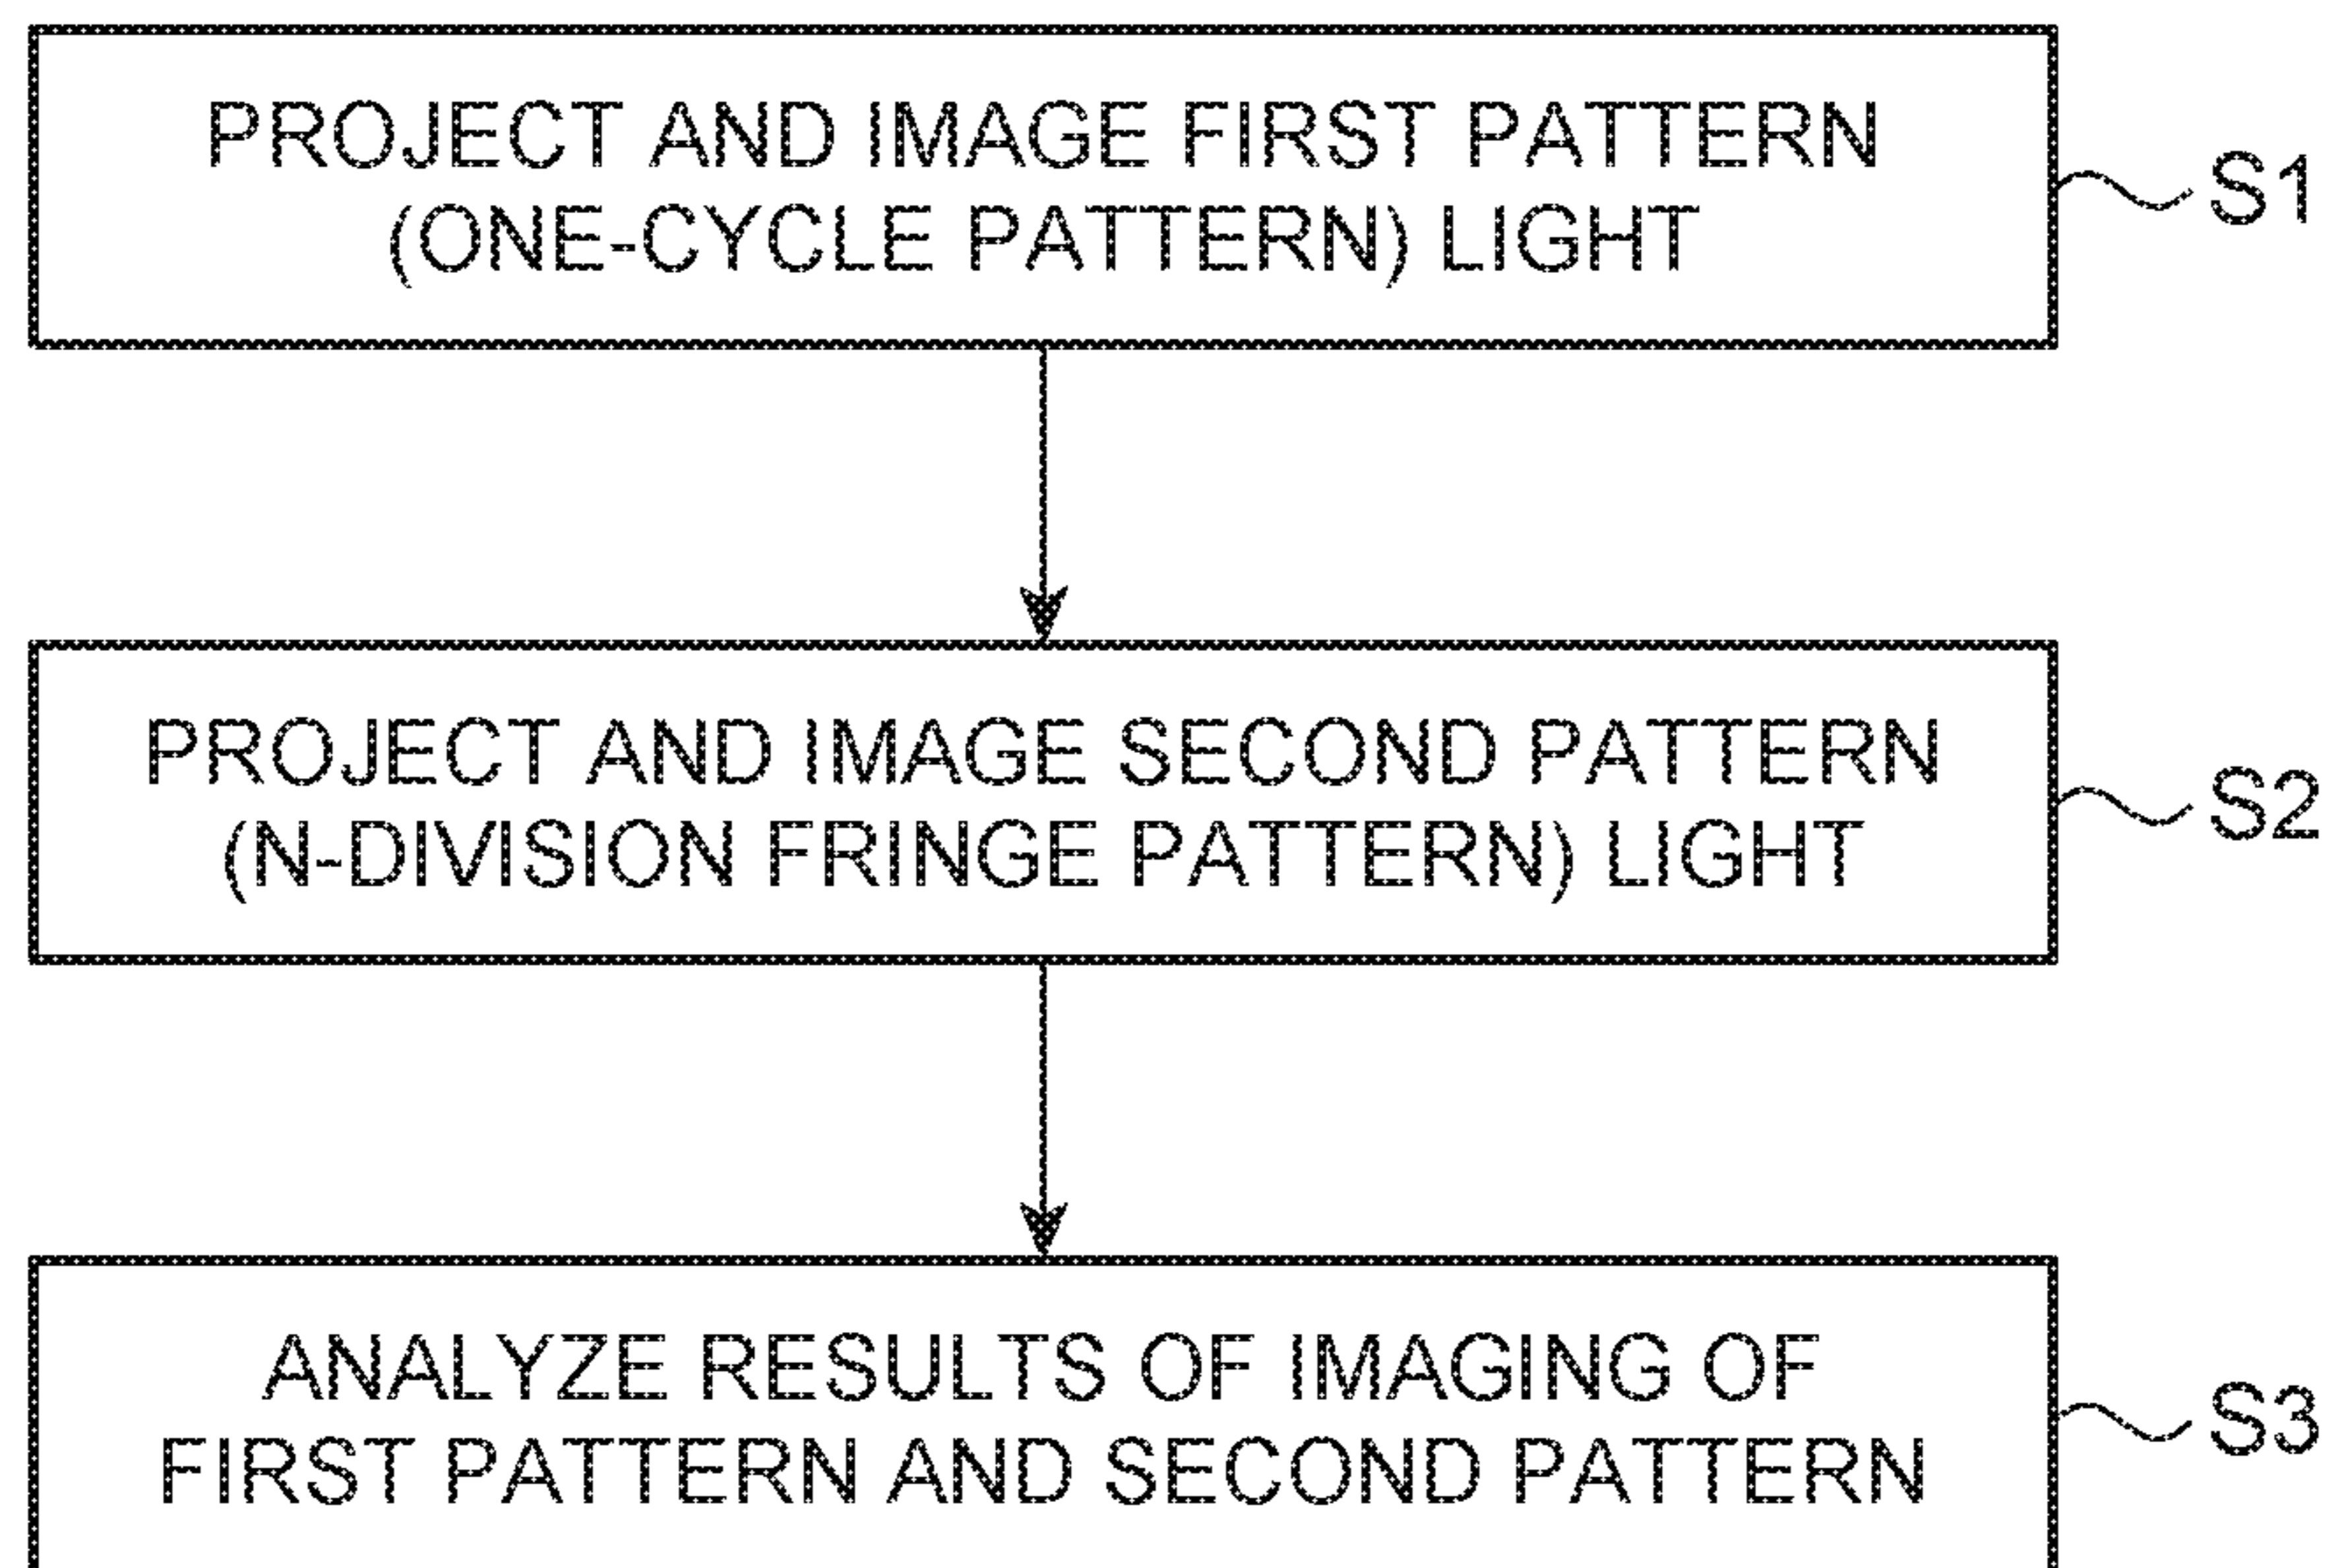 PROJECT AND IMAGE FIRST PATTERN
(ONE-CYCLE PATTERN) LIGHT
S1
PROJECT AND IMAGE SECOND PATTERN
(N-DIVISION FRINGE PATTERN) LIGHT
S2
ANALYZE RESULTS OF IMAGING OF
FIRST PATTERN AND SECOND PATTERN
S3